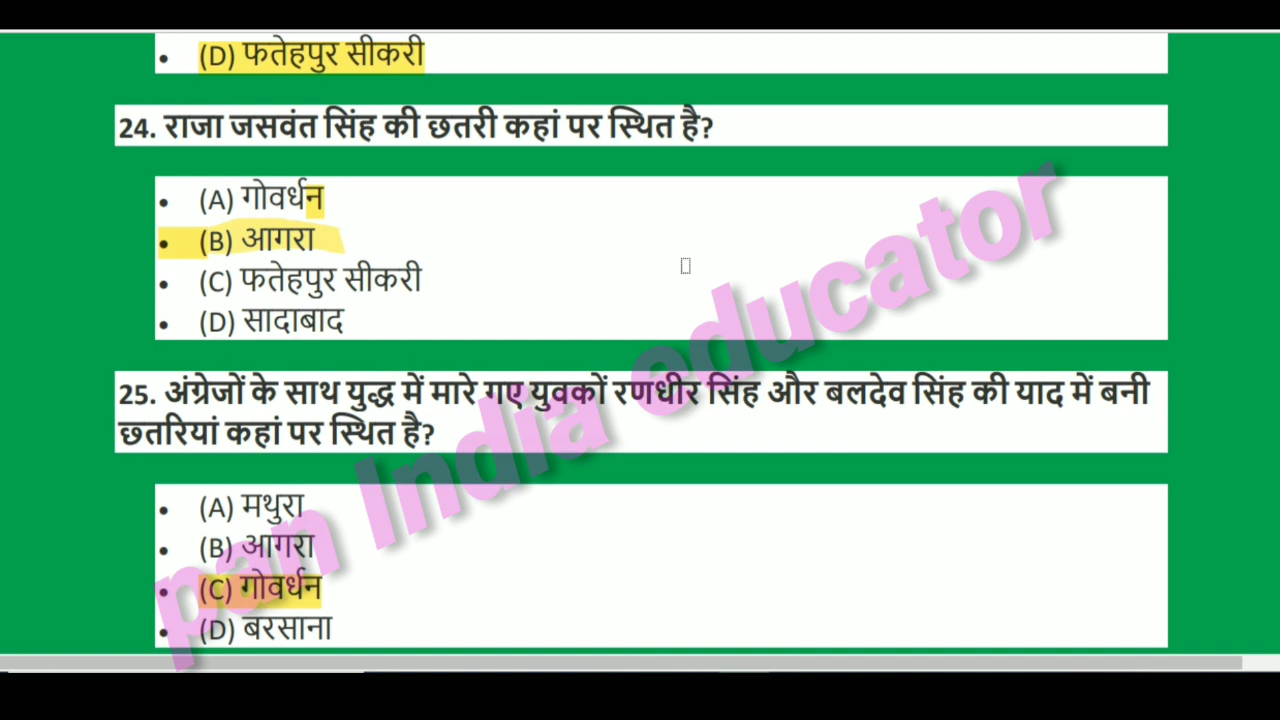 (D) फतेहपुर सीकरी
24. राजा जसवंत सिंह की छतरी कहां पर स्थित है?
(A) गोवर्धन
(B) आगरा
(C) फतेहपुर सीकरी
(D) सादाबाद
25. अंग्रेजों के साथ युद्ध में मारे गए युवकों रणधीर सिंह और बलदेव सिंह की याद में बनी
छतरियां कहां पर स्थित है?
(A) मथुरा
(B) आगरा
(C) गोवर्धन
(D) बरसाना
pan India educator